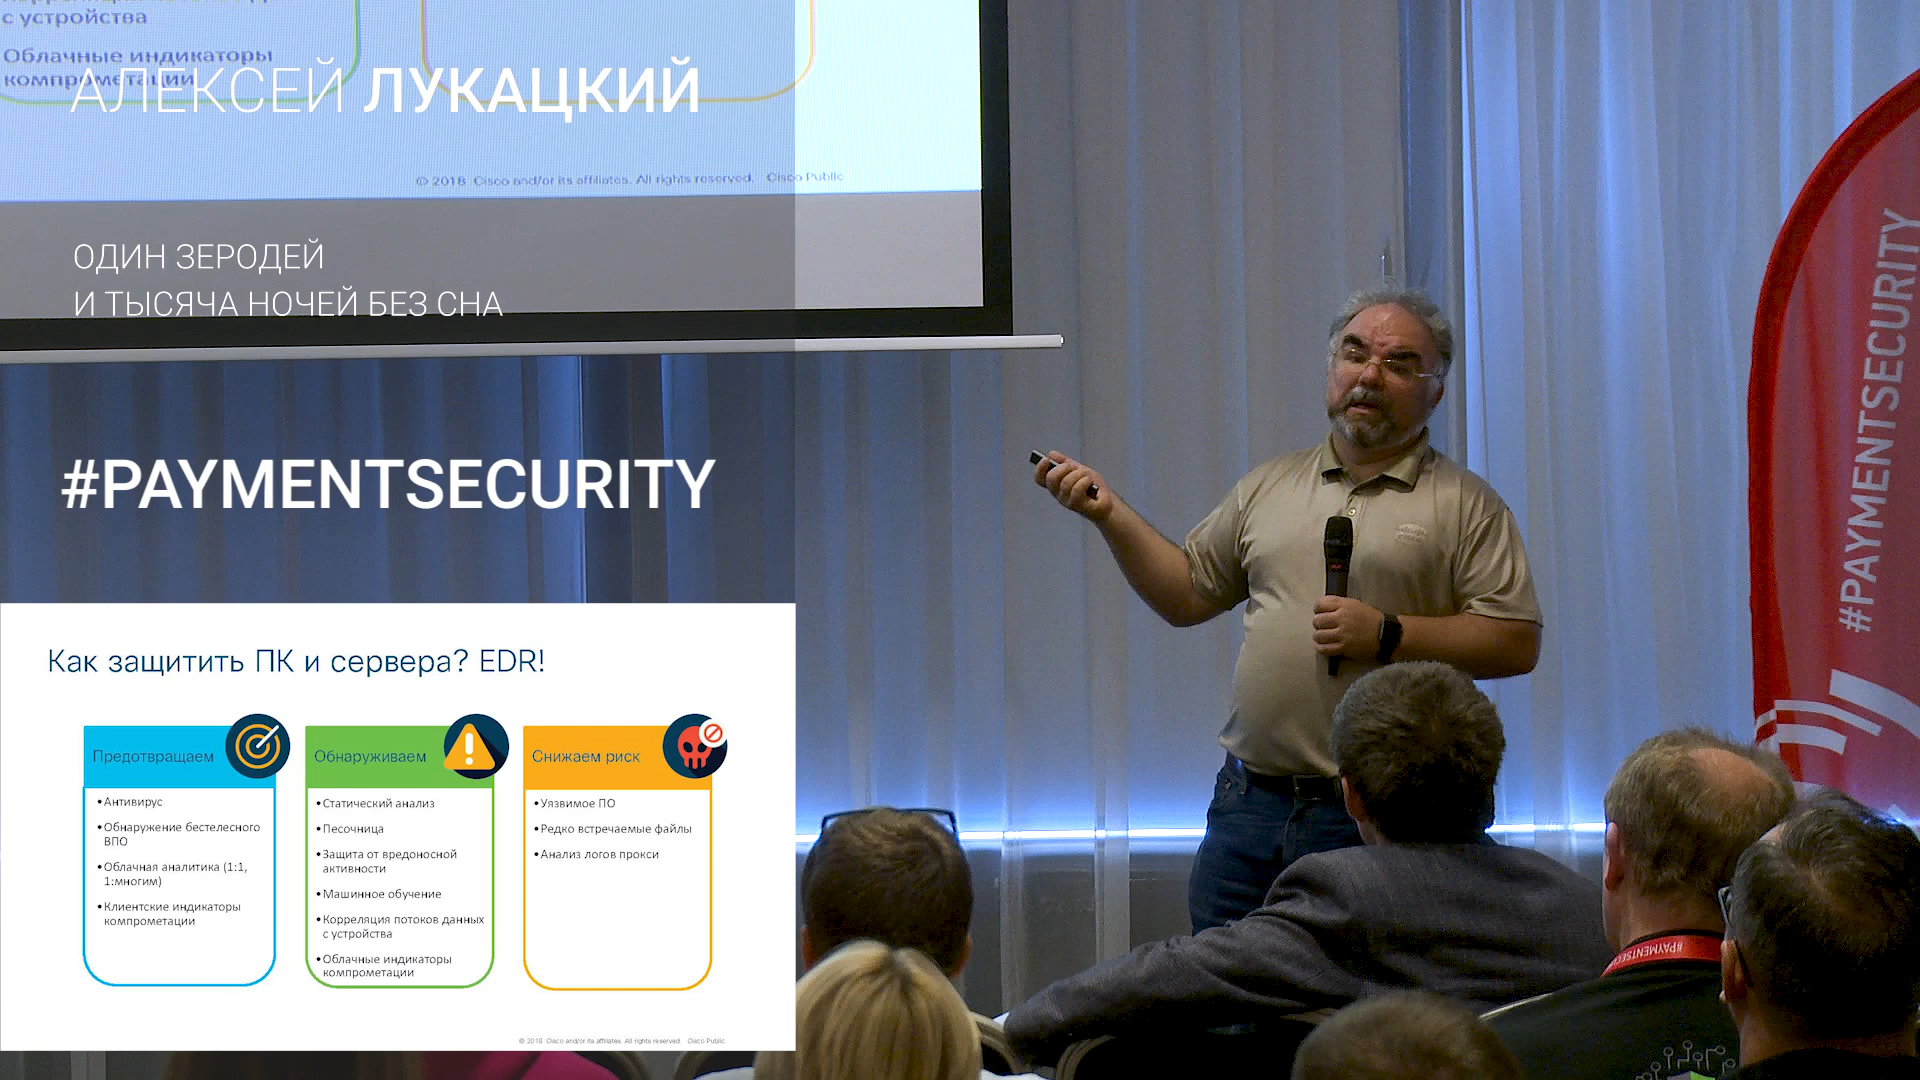 с устройства
Облачные индикаторы
компрометации
АЛЕКСЕЙ ЛУКАЦКИЙ
© 2018 Cisco and/or its affiliates. All rights reserved. Cisco Public
ОДИН ЗЕРОДЕЙ
И ТЫСЯЧА НОЧЕЙ БЕЗ СНА
#PAYMENTSECURITY
Как защитить ПК и сервера? EDR!
Предотвращаем
•Антивирус
•Обнаружение бестелесного
ВПО
•Облачная аналитика (1:1,
1:многим)
•Клиентские индикаторы
компрометации
Обнаруживаем
•Статический анализ
•Песочница
•Защита от вредоносной
активности
•Машинное обучение
•Корреляция потоков данных
с устройства
•Облачные индикаторы
компрометации
Снижаем риск
•Уязвимое ПО
•Редко встречаемые файлы
•Анализ логов прокси
© 2018 Cisco and/or its affiliates. All rights reserved. Cisco Public
#PAYMENTSECURITY
#PAYMENTSEC